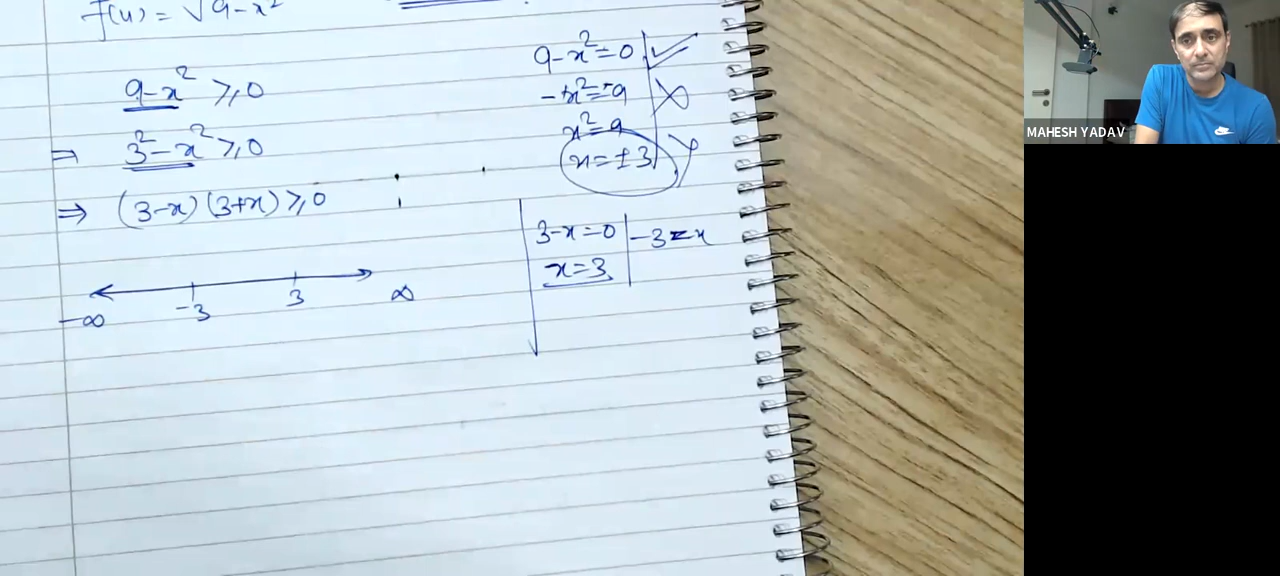 f(x) = √9-x²
9-x² ≥ 0
⇒ 3²-x² ≥ 0
⇒ (3-x)(3+x) ≥ 0
-∞ -3 3 ∞
9-x²=0
-x²=-9
x²=9
x=±3
3-x=0
x=3
-3=x
MAHESH YADAV